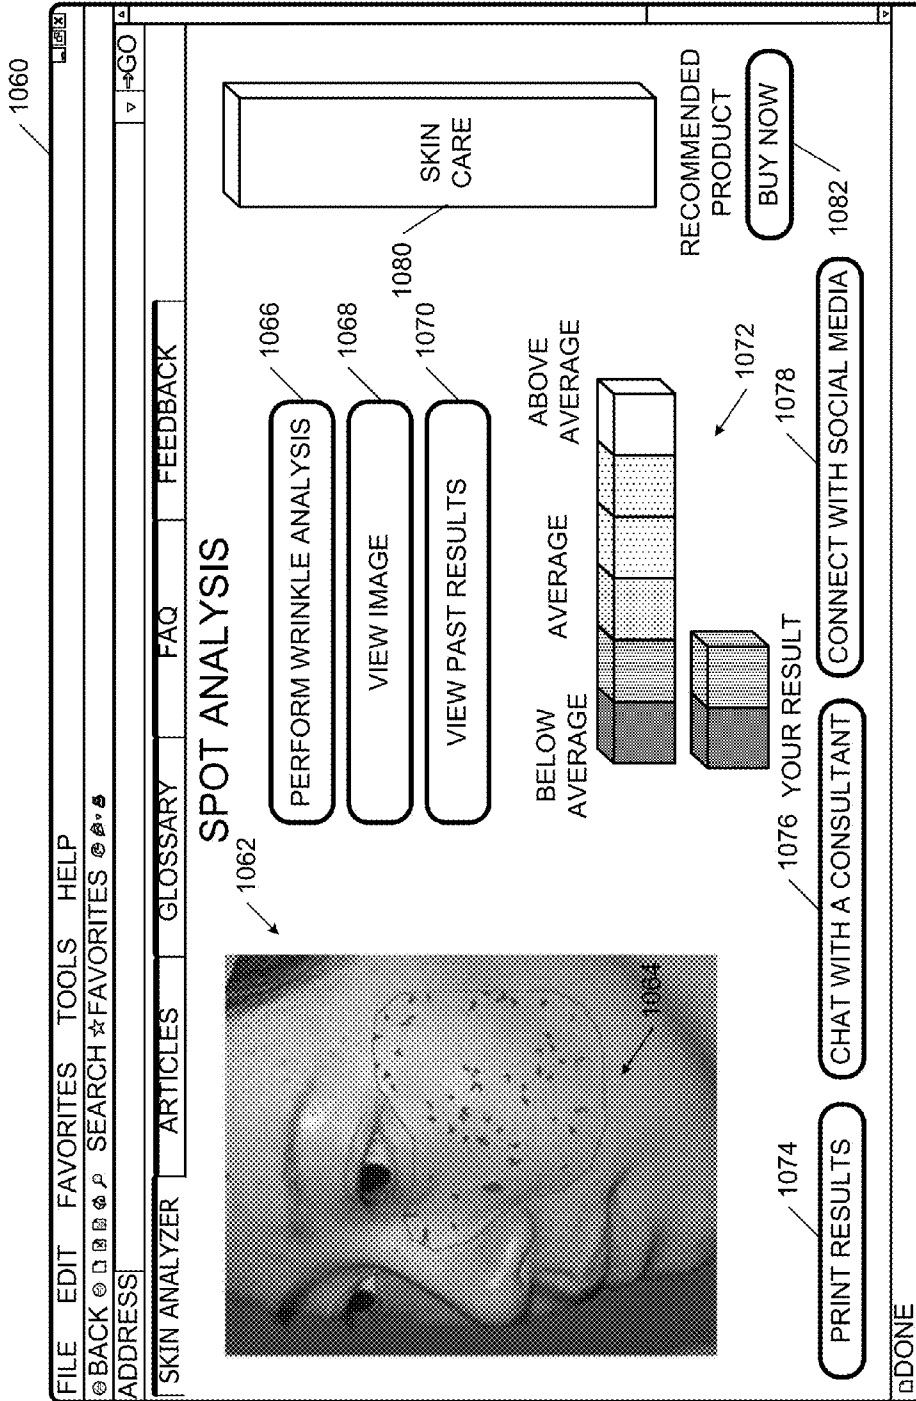 1060
FILE EDIT FAVORITES TOOLS HELP
BACK SEARCH ☆FAVORITES
ADDRESS
⇒GO
SKIN ANALYZER ARTICLES GLOSSARY FAQ FEEDBACK
SPOT ANALYSIS
1062
1064
PERFORM WRINKLE ANALYSIS
1066
VIEW IMAGE
1068
VIEW PAST RESULTS
1070
SKIN
CARE
1080
BELOW
AVERAGE
AVERAGE
ABOVE
AVERAGE
1072
YOUR RESULT
RECOMMENDED
PRODUCT
BUY NOW
1082
1074
PRINT RESULTS
1076
CHAT WITH A CONSULTANT
1078
CONNECT WITH SOCIAL MEDIA
DONE